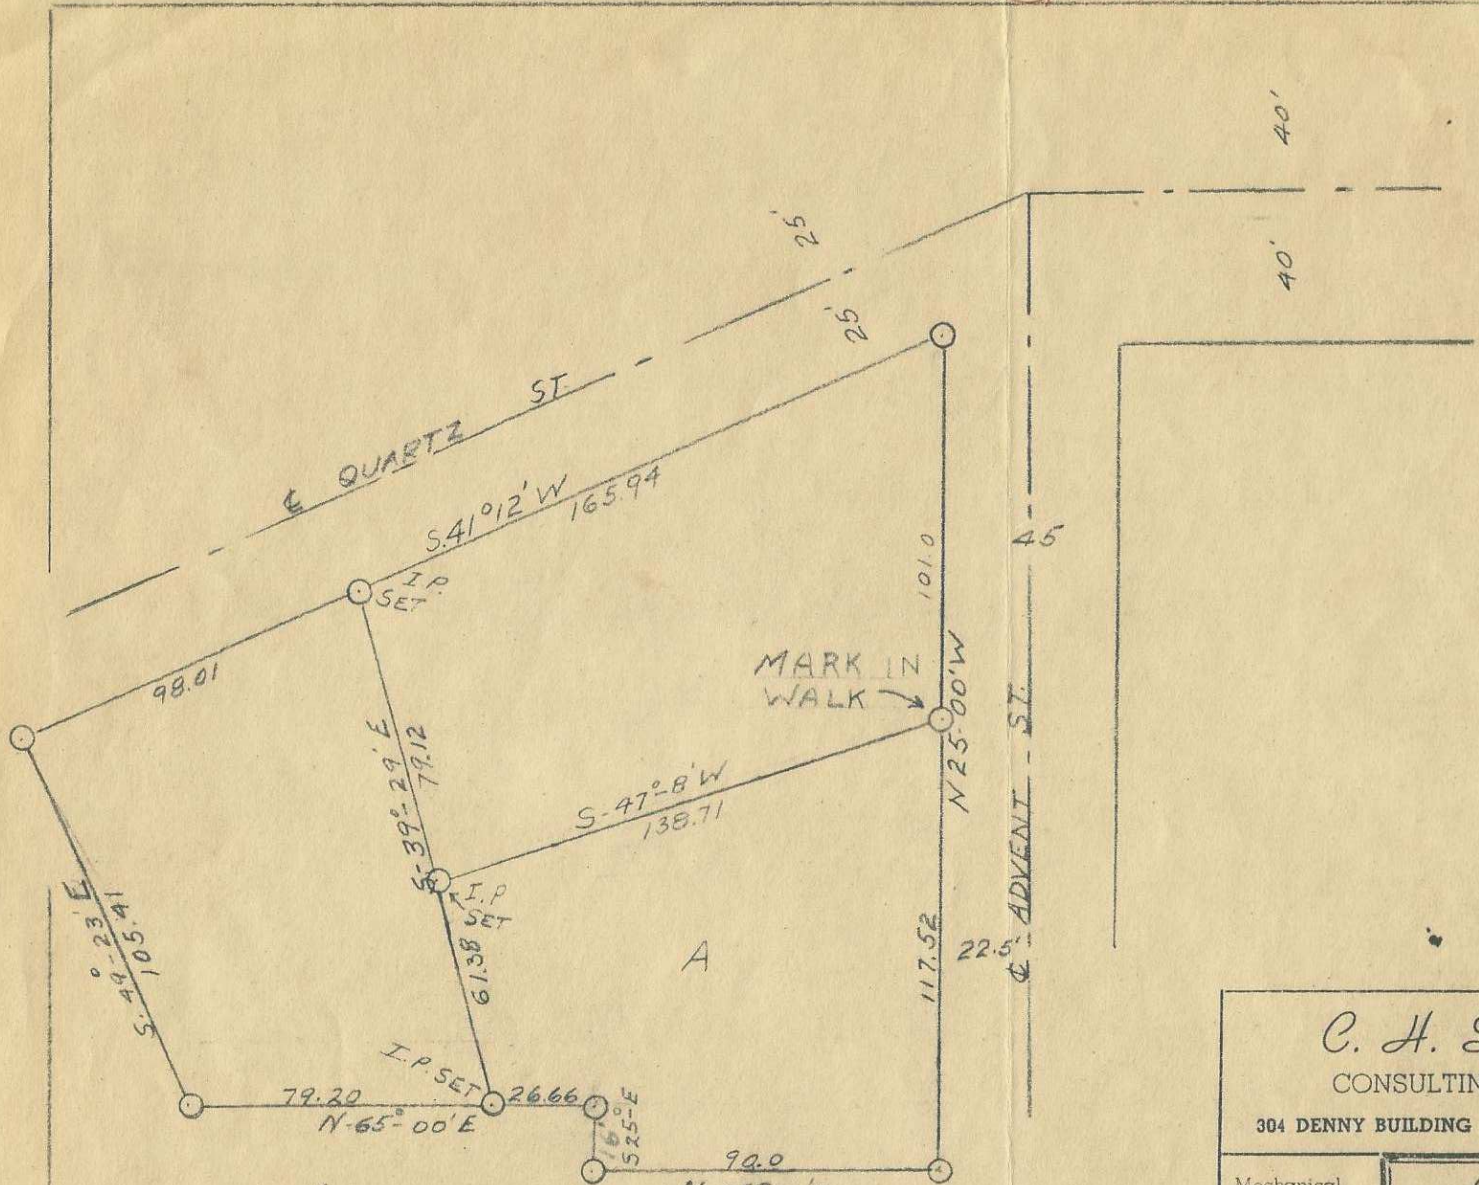 40'
40'
25'
25'
℄ QUARTZ ST.
S.41°12'W
165.94
I.P.
SET
98.01
101.0
45
MARK IN
WALK
N 25-00'W
S-39°-29'E
79.12
S-47°-8'W
138.71
℄ ADVENT ST.
I.P
SET
S.49°-23'E
105.41
61.38
A
117.52
22.5'
I.P. SET
79.20
N-65°-00'E
26.66
16'
S25°-E
90.0
C. H.
CONSULTIN
304 DENNY BUILDING
Mechanical